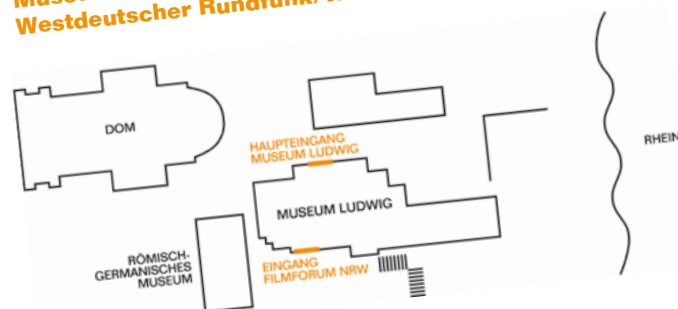 Westdeutscher Rundfunk/
DOM
HAUPTEINGANG
MUSEUM LUDWIG
RHEIN
MUSEUM LUDWIG
RÖMISCH-
GERMANISCHES
MUSEUM
EINGANG
FILMFORUM NRW